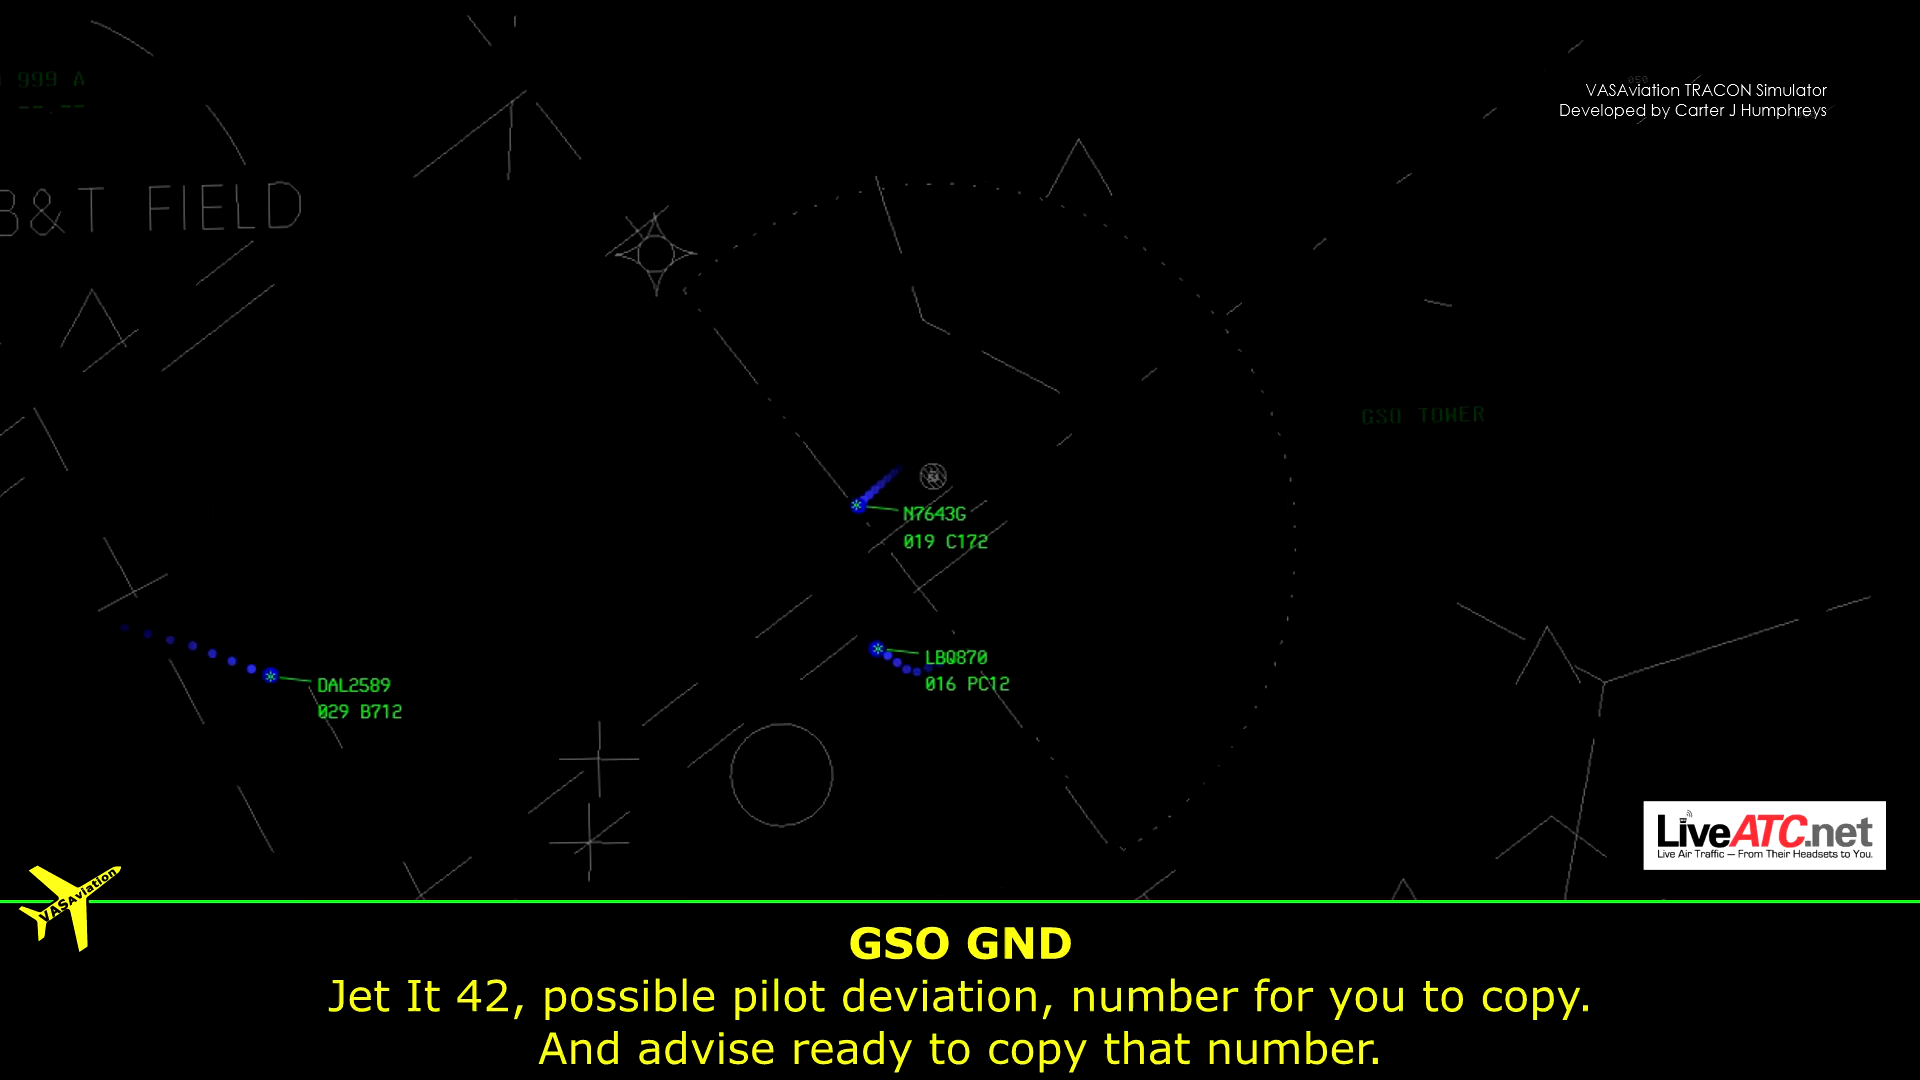 999 A
VASAviation TRACON Simulator
Developed by Carter J Humphreys
B&T FIELD
GSO TOWER
N7643G
019 C172
LBQ870
016 PC12
DAL2589
029 B712
LiveATC.net
Live Air Traffic – From Their Headsets to You.
VASAviation
GSO GND
Jet It 42, possible pilot deviation, number for you to copy.
And advise ready to copy that number.